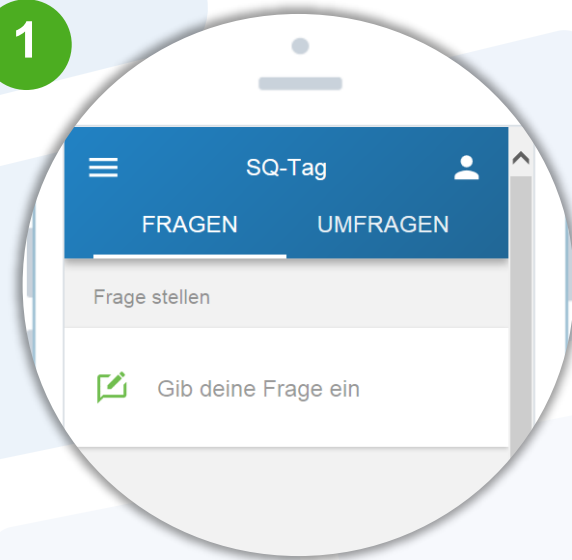 1
SQ-Tag
FRAGEN UMFRAGEN
Frage stellen
Gib deine Frage ein